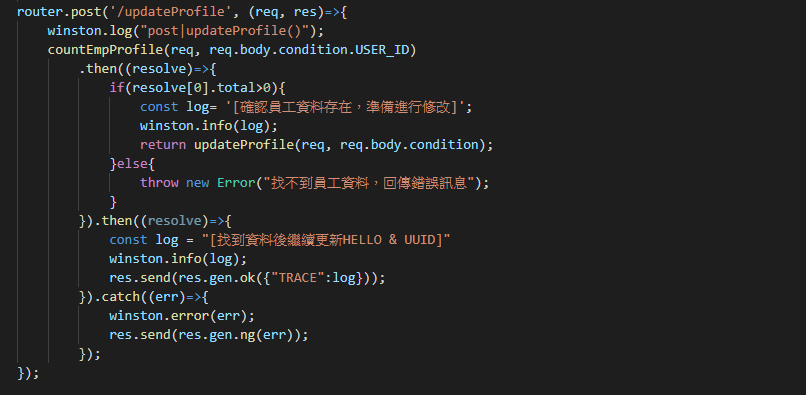 router.post('/updateProfile', (req, res)=>{
    winston.log("post|updateProfile()");
    countEmpProfile(req, req.body.condition.USER_ID)
        .then((resolve)=>{
            if(resolve[0].total>0){
                const log= '[確認員工資料存在，準備進行修改]';
                winston.info(log);
                return updateProfile(req, req.body.condition);
            }else{
                throw new Error("找不到員工資料，回傳錯誤訊息");
            }
        }).then((resolve)=>{
            const log = "[找到資料後繼續更新HELLO & UUID]"
            winston.info(log);
            res.send(res.gen.ok({"TRACE":log}));
        }).catch((err)=>{
            winston.error(err);
            res.send(res.gen.ng(err));
        });
});